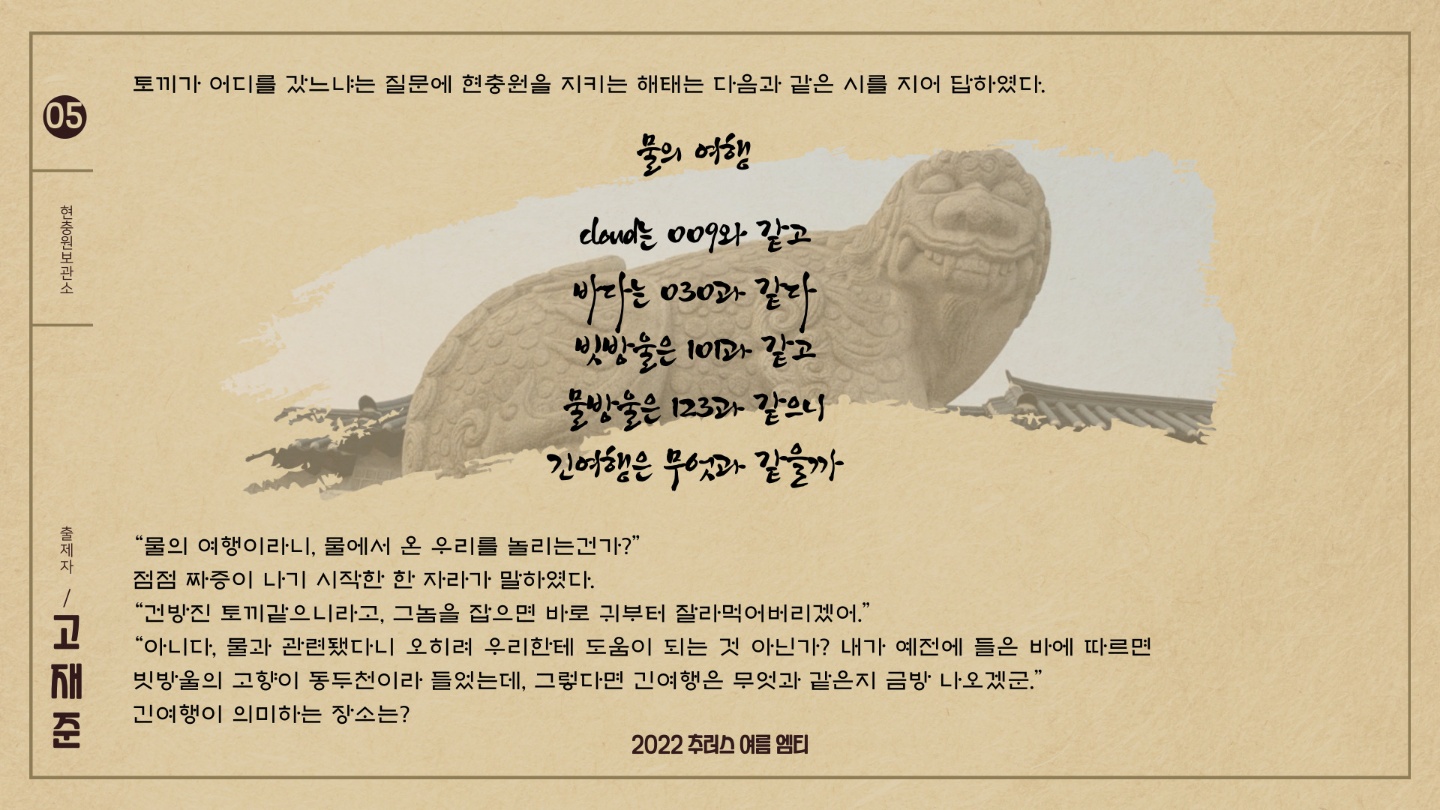 05
현충원보관소
출제자 / 고재준
토끼가 어디를 갔느냐는 질문에 현충원을 지키는 해태는 다음과 같은 시를 지어 답하였다.
물의 여행
cloud는 009와 같고
바다는 030과 같다
빗방울은 101과 같고
물방울은 123과 같으니
긴여행은 무엇과 같을까
“물의 여행이라니, 물에서 온 우리를 놀리는건가?”
점점 짜증이 나기 시작한 한 자라가 말하였다.
“건방진 토끼같으니라고, 그놈을 잡으면 바로 귀부터 잘라먹어버리겠어.”
“아니다, 물과 관련됐다니 오히려 우리한테 도움이 되는 것 아닌가? 내가 예전에 들은 바에 따르면
빗방울의 고향이 동두천이라 들었는데, 그렇다면 긴여행은 무엇과 같은지 금방 나오겠군.”
긴여행이 의미하는 장소는?
2022 추러스 여름 엠티